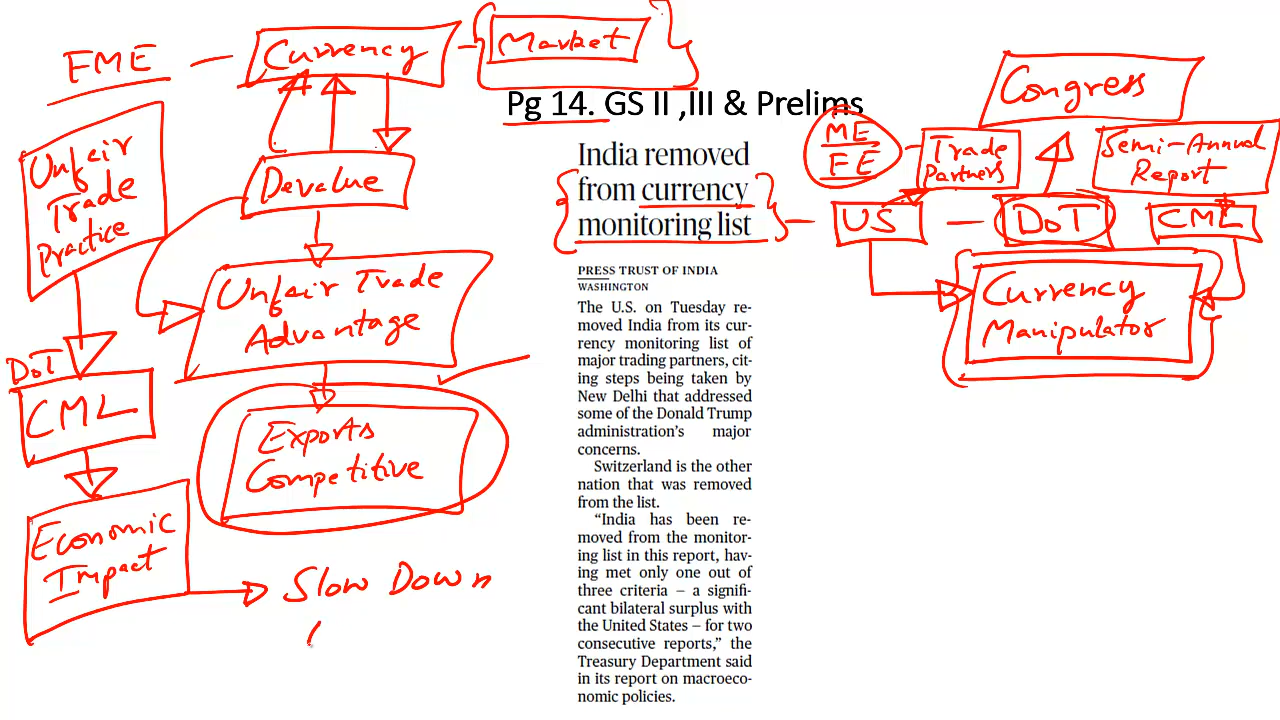 FME - Currency - Market
Pg 14. GS II ,III & Prelims
Unfair
Trade
Practice
Devalue
Unfair Trade
Advantage
DoT
CML
Exports
Competitive
Economic
Impact
Slow Down
India removed
from currency
monitoring list
PRESS TRUST OF INDIA
WASHINGTON
The U.S. on Tuesday re-
moved India from its cur-
rency monitoring list of
major trading partners, cit-
ing steps being taken by
New Delhi that addressed
some of the Donald Trump
administration's major
concerns.
Switzerland is the other
nation that was removed
from the list.
“India has been re-
moved from the monitor-
ing list in this report, hav-
ing met only one out of
three criteria – a signifi-
cant bilateral surplus with
the United States – for two
consecutive reports,” the
Treasury Department said
in its report on macroeco-
nomic policies.
Congress
ME
FE
Trade
Partners
Semi-Annual
Report
US - DoT
CML
Currency
Manipulator